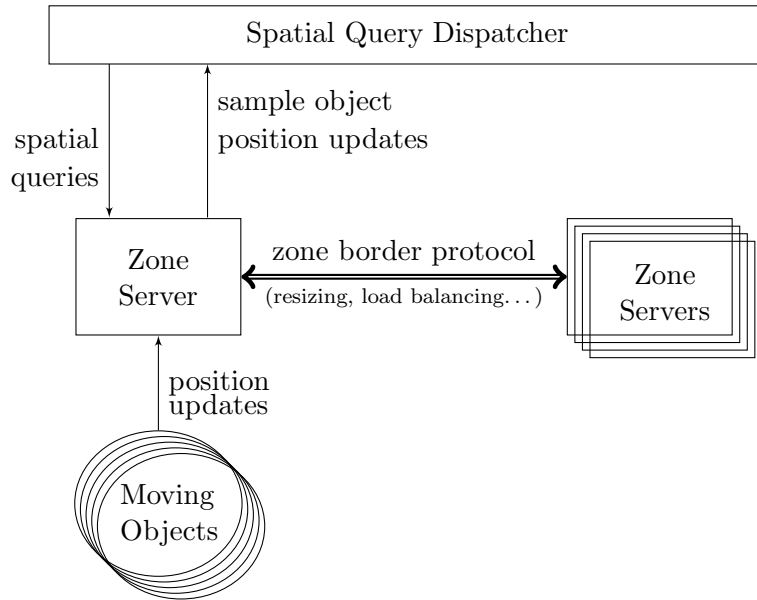 Spatial Query Dispatcher
spatial
queries
sample object
position updates
Zone
Server
zone border protocol
(resizing, load balancing...)
Zone
Servers
position
updates
Moving
Objects